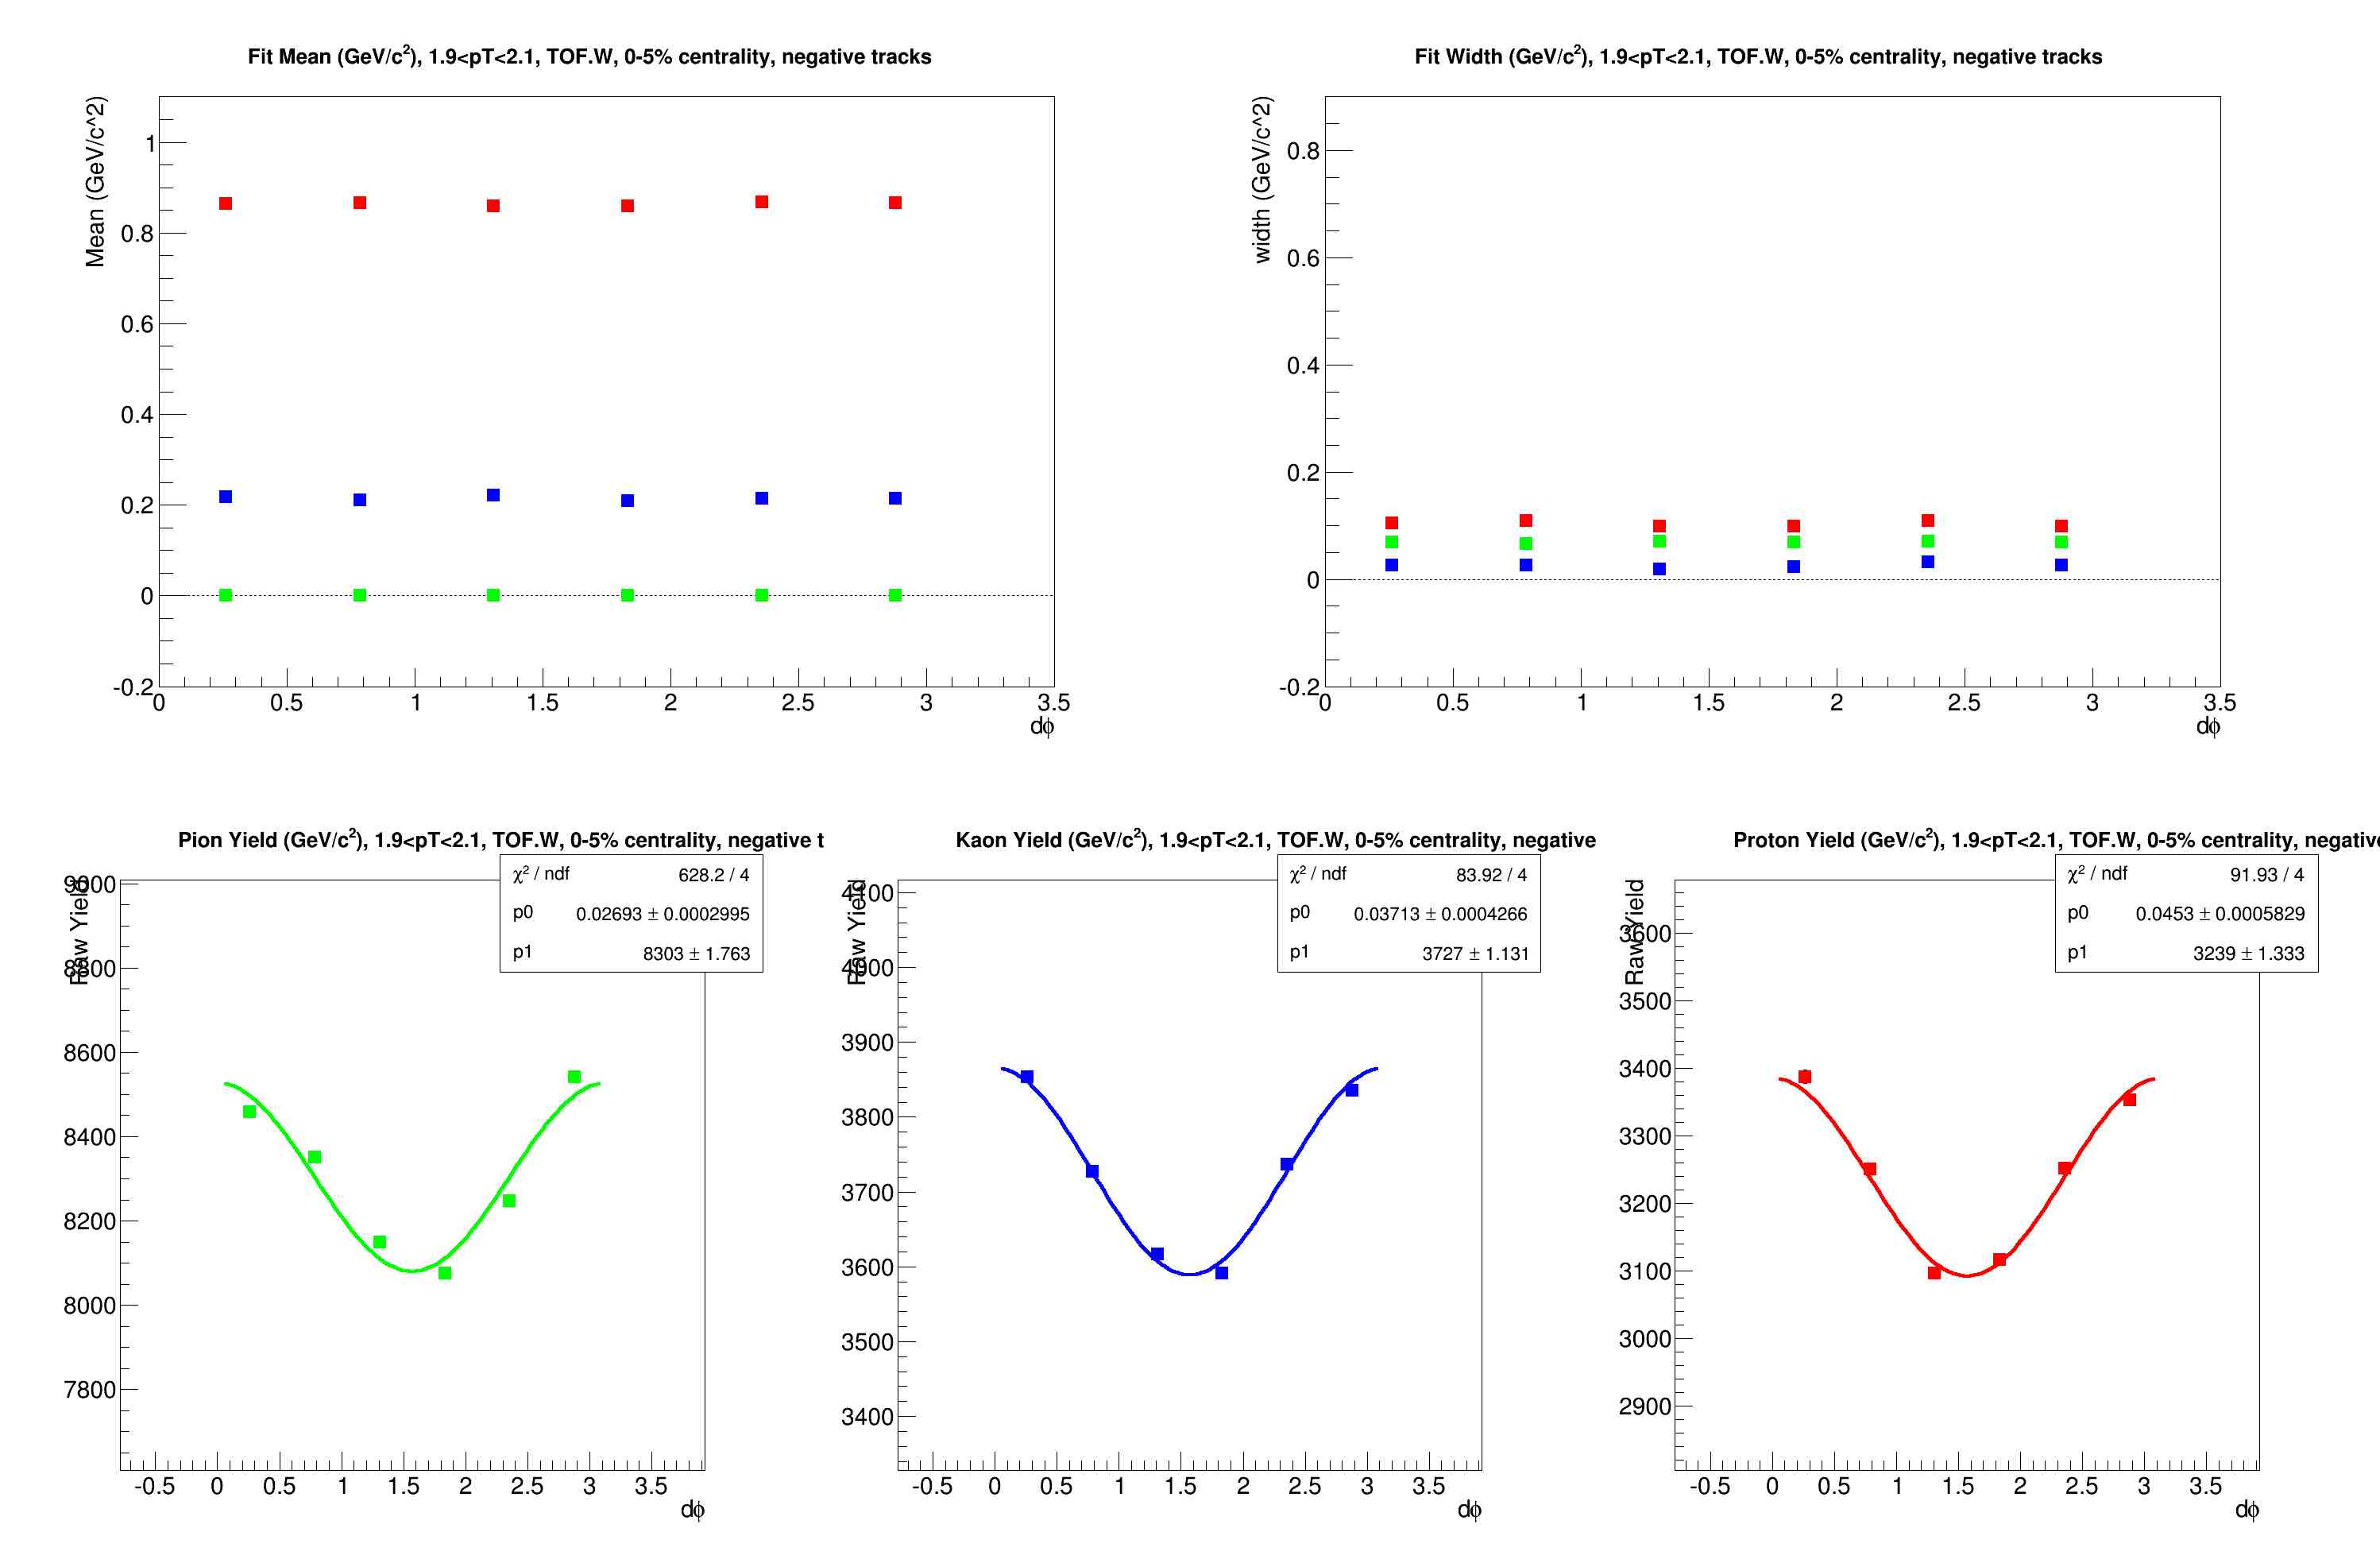 Fit Mean (GeV/c²), 1.9<pT<2.1, TOF.W, 0-5% centrality, negative tracks
Mean (GeV/c^2)
1
0.8
0.6
0.4
0.2
0
-0.2
0 0.5 1 1.5 2 2.5 3 3.5
dϕ
Fit Width (GeV/c²), 1.9<pT<2.1, TOF.W, 0-5% centrality, negative tracks
width (GeV/c^2)
0.8
0.6
0.4
0.2
0
-0.2
0 0.5 1 1.5 2 2.5 3 3.5
dϕ
Pion Yield (GeV/c²), 1.9<pT<2.1, TOF.W, 0-5% centrality, negative t
χ² / ndf 628.2 / 4
p0 0.02693 ± 0.0002995
p1 8303 ± 1.763
Raw Yield
9000
8800
8600
8400
8200
8000
7800
-0.5 0 0.5 1 1.5 2 2.5 3 3.5
dϕ
Kaon Yield (GeV/c²), 1.9<pT<2.1, TOF.W, 0-5% centrality, negative
χ² / ndf 83.92 / 4
p0 0.03713 ± 0.0004266
p1 3727 ± 1.131
Raw Yield
4100
4000
3900
3800
3700
3600
3500
3400
-0.5 0 0.5 1 1.5 2 2.5 3 3.5
dϕ
Proton Yield (GeV/c²), 1.9<pT<2.1, TOF.W, 0-5% centrality, negative
χ² / ndf 91.93 / 4
p0 0.0453 ± 0.0005829
p1 3239 ± 1.333
Raw Yield
3600
3500
3400
3300
3200
3100
3000
2900
-0.5 0 0.5 1 1.5 2 2.5 3 3.5
dϕ